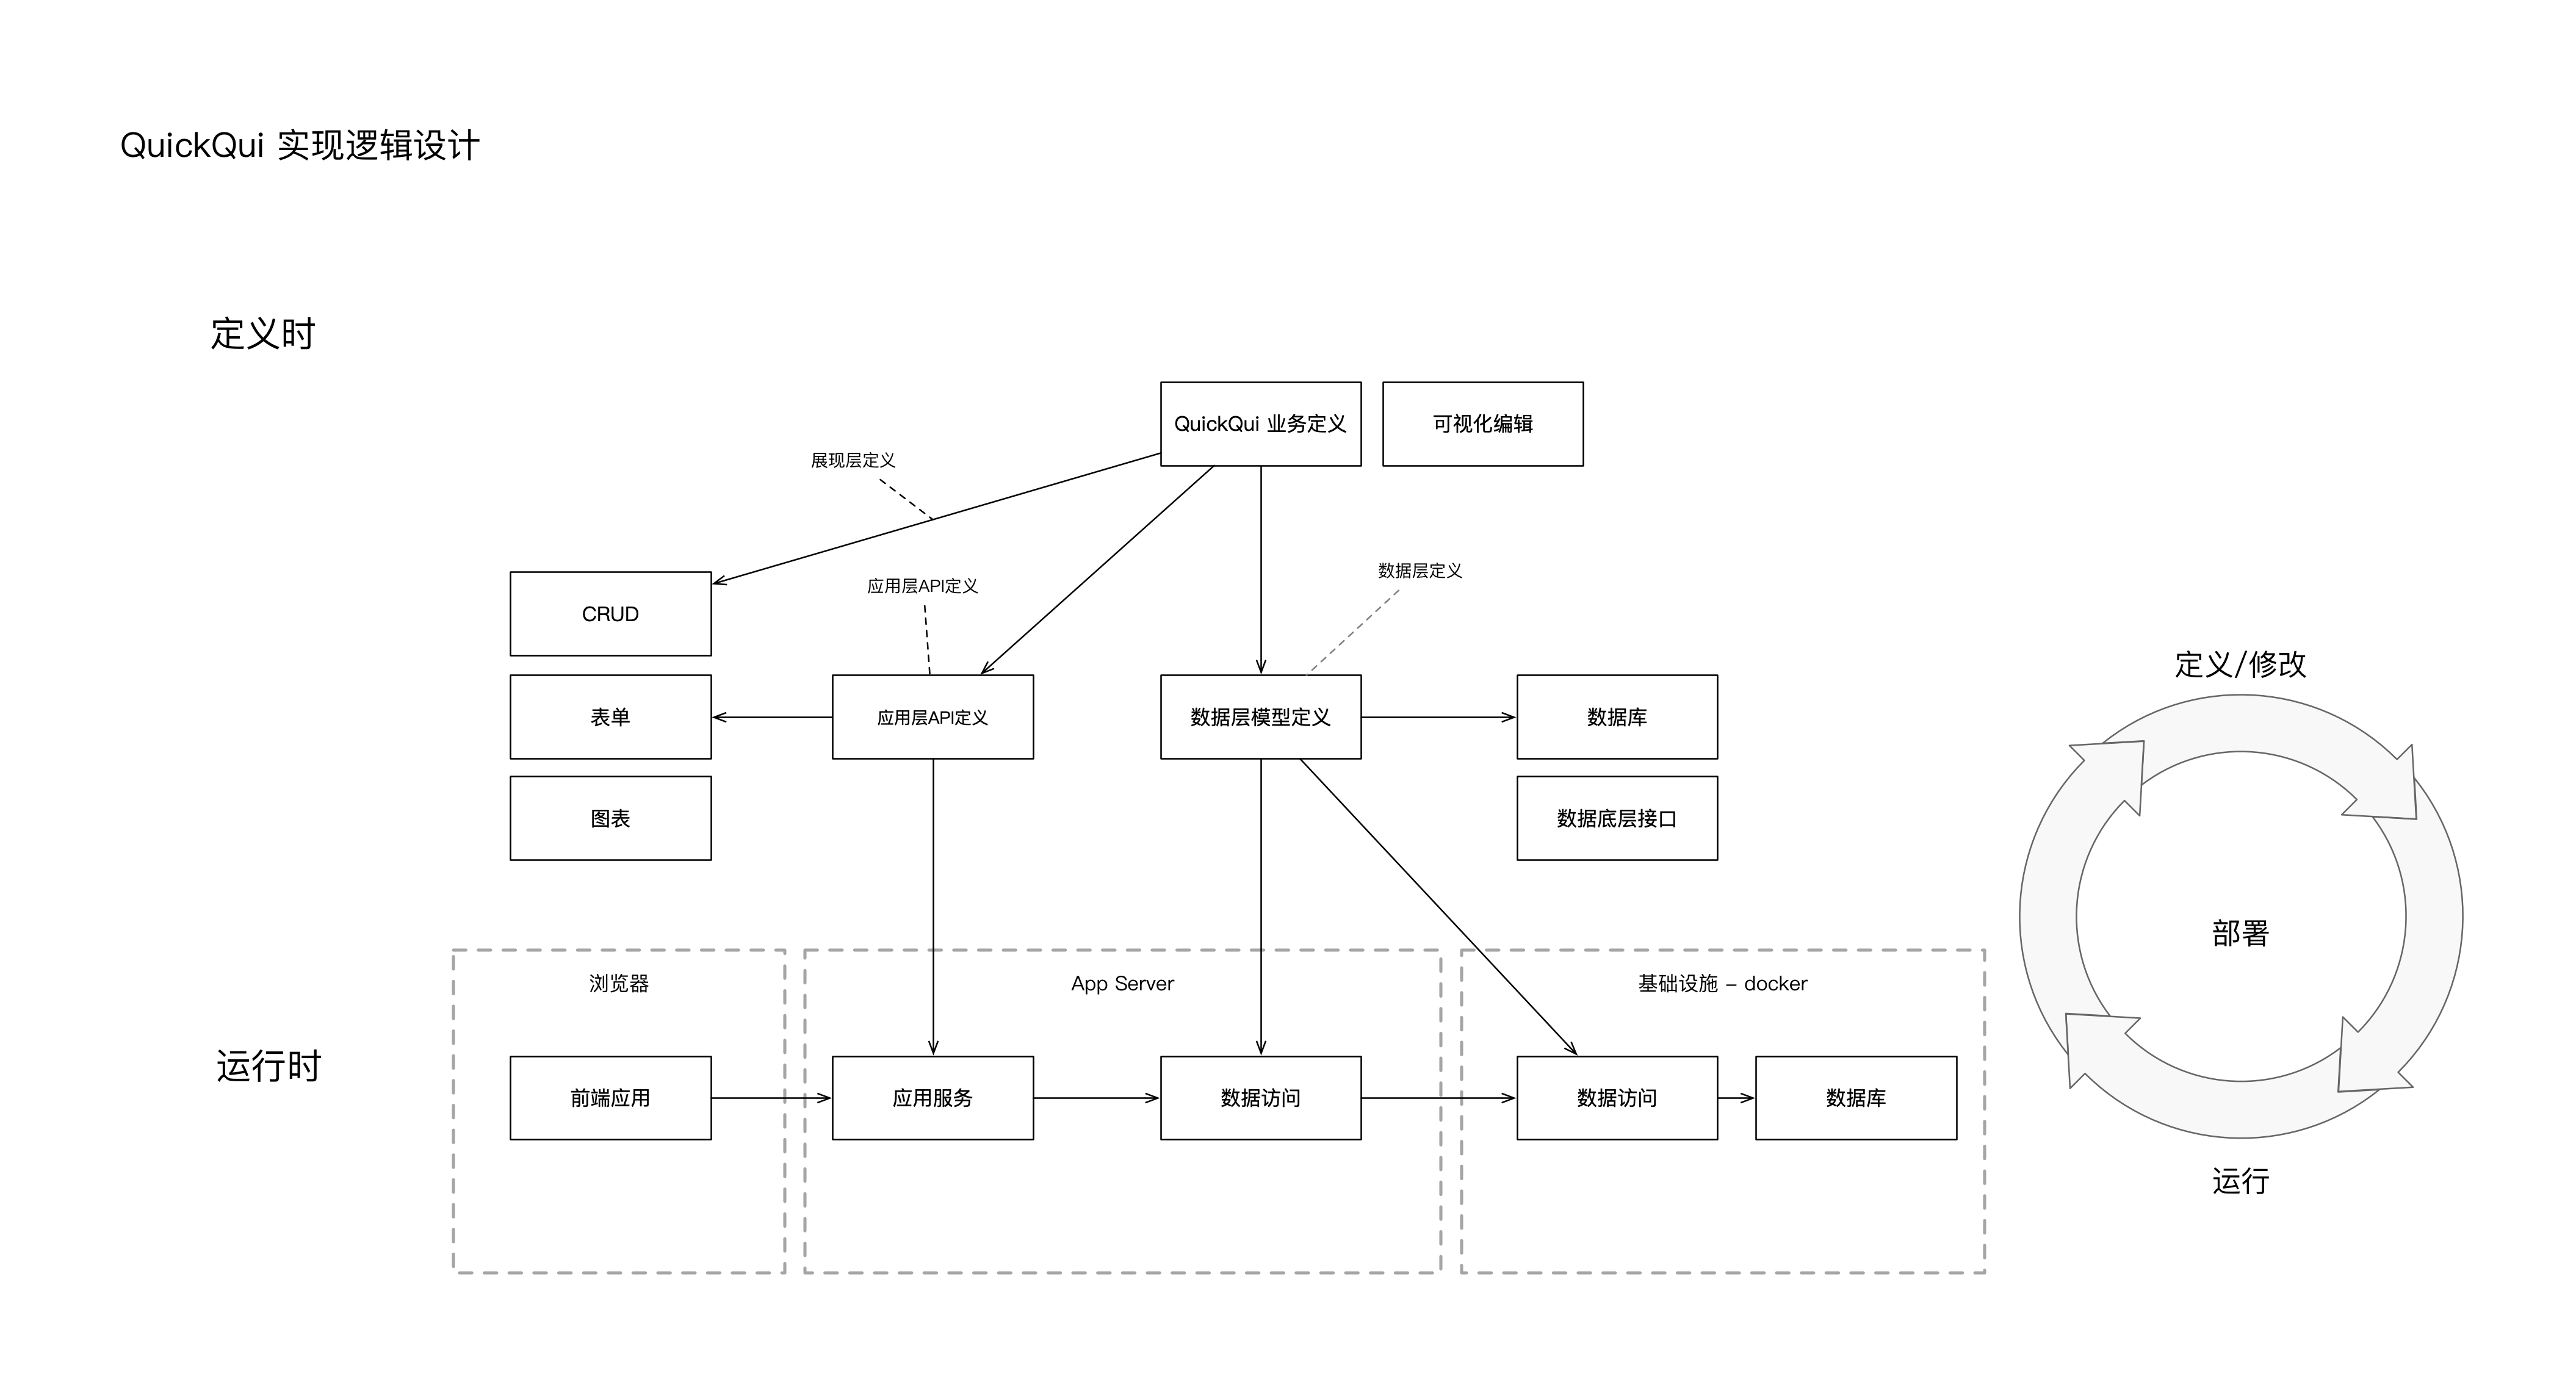 QuickQui 实现逻辑设计
定义时
QuickQui 业务定义
可视化编辑
展现层定义
应用层API定义
数据层定义
CRUD
表单
应用层API定义
数据层模型定义
数据库
图表
数据底层接口
定义/修改
部署
运行
运行时
浏览器
App Server
基础设施 – docker
前端应用
应用服务
数据访问
数据访问
数据库